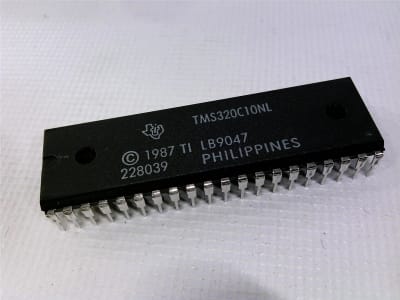 TMS320C10NL
© 1987 TI LB9047
228039 PHILIPPINES